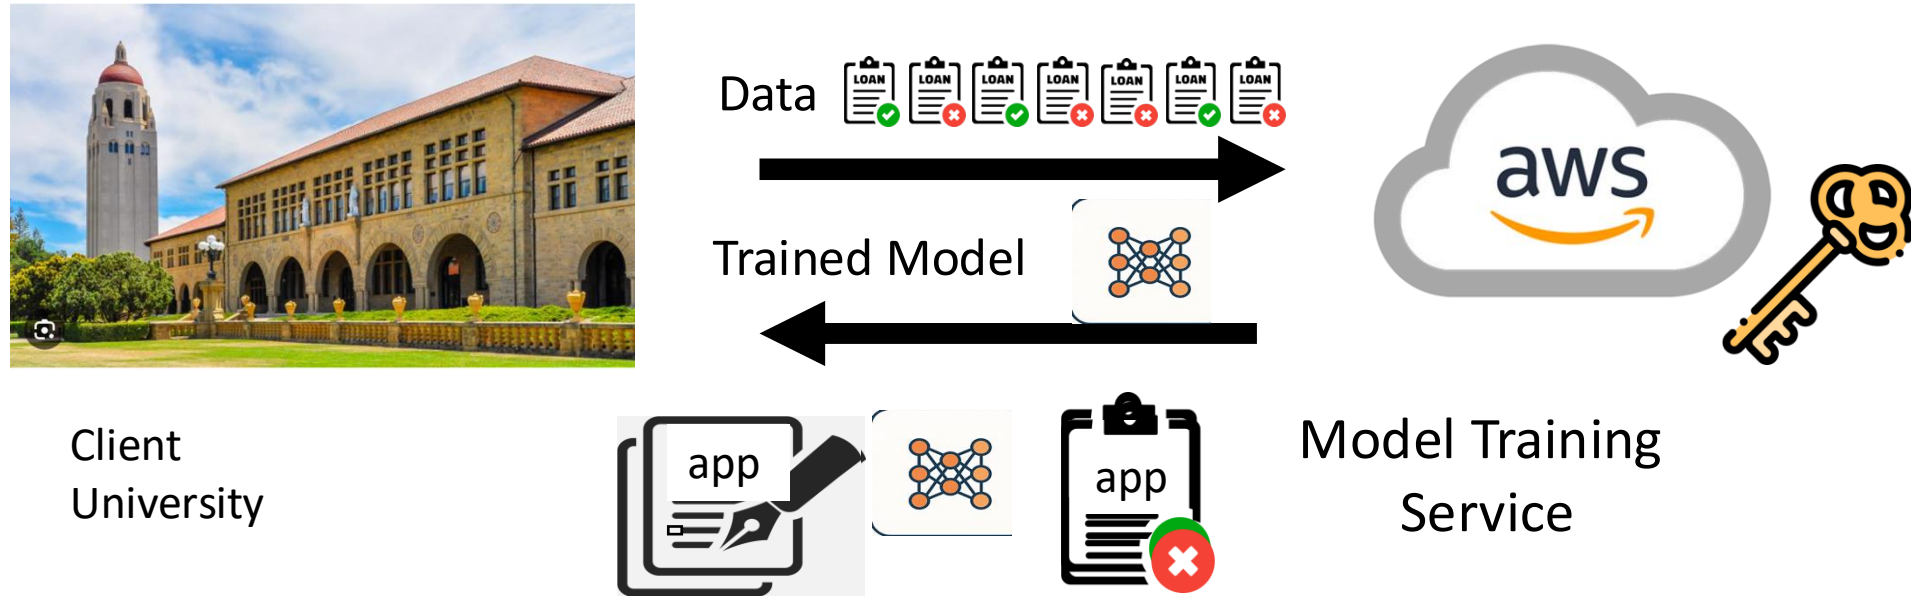 Data
LOAN
LOAN
LOAN
LOAN
LOAN
LOAN
LOAN
aws
Trained Model
Client
University
app
app
Model Training
Service